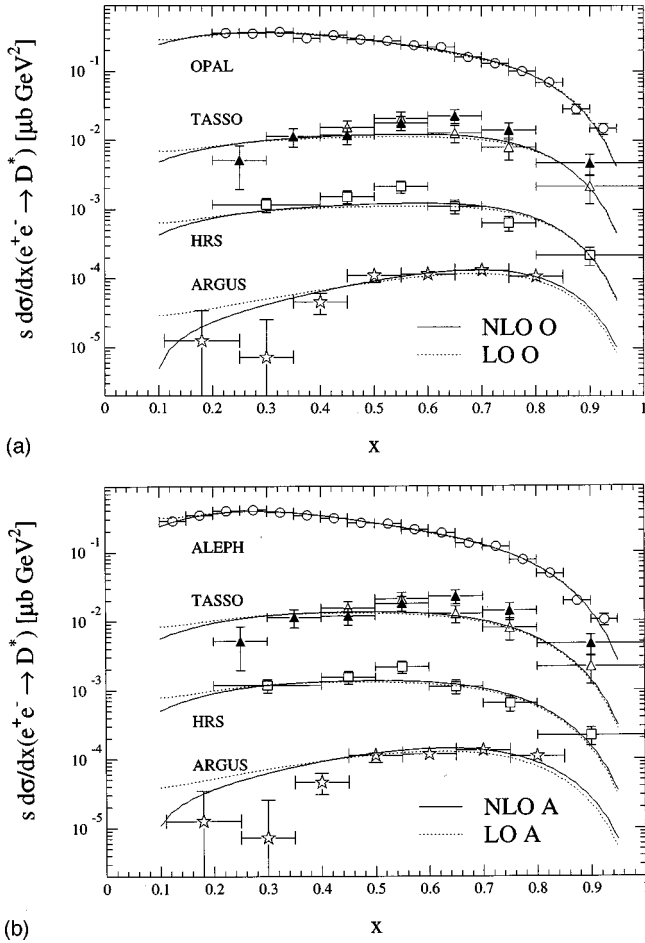 s dσ/dx(e⁺e⁻ → D*) [μb GeV²]
10⁻¹
10⁻²
10⁻³
10⁻⁴
10⁻⁵
OPAL
TASSO
HRS
ARGUS
NLO O
LO O
0 0.1 0.2 0.3 0.4 0.5 0.6 0.7 0.8 0.9 1
(a)
x
s dσ/dx(e⁺e⁻ → D*) [μb GeV²]
10⁻¹
10⁻²
10⁻³
10⁻⁴
10⁻⁵
ALEPH
TASSO
HRS
ARGUS
NLO A
LO A
0 0.1 0.2 0.3 0.4 0.5 0.6 0.7 0.8 0.9 1
(b)
x